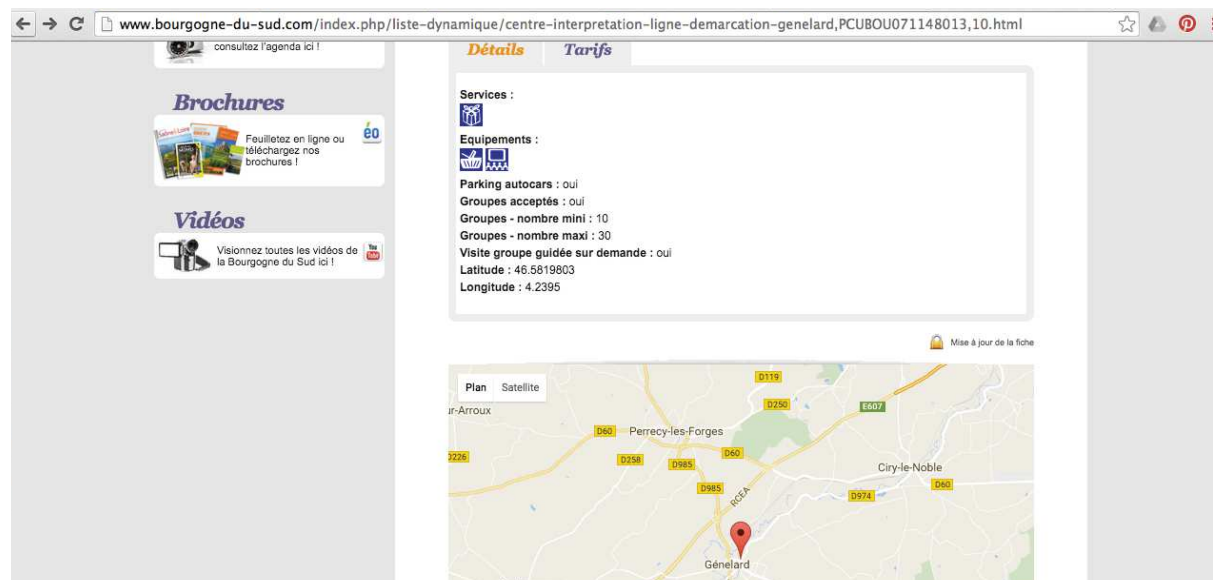 www.bourgogne-du-sud.com/index.php/liste-dynamique/centre-interpretation-ligne-demarcation-genelard,PCUBOU071148013,10.html
consultez l'agenda ici !
Brochures
Feuilletez en ligne ou
téléchargez nos
brochures !
éo
Vidéos
Visionnez toutes les vidéos de
la Bourgogne du Sud ici !
You
Tube
Détails Tarifs
Services :
Equipements :
Parking autocars : oui
Groupes acceptés : oui
Groupes - nombre mini : 10
Groupes - nombre maxi : 30
Visite groupe guidée sur demande : oui
Latitude : 46.5819803
Longitude : 4.2395
Mise à jour de la fiche
Plan Satellite
D119
ur-Arroux
D250
E607
D60
Perrecy-les-Forges
D226
D258
D985
D60
Ciry-le-Noble
D60
D985
RCEA
D974
Génelard